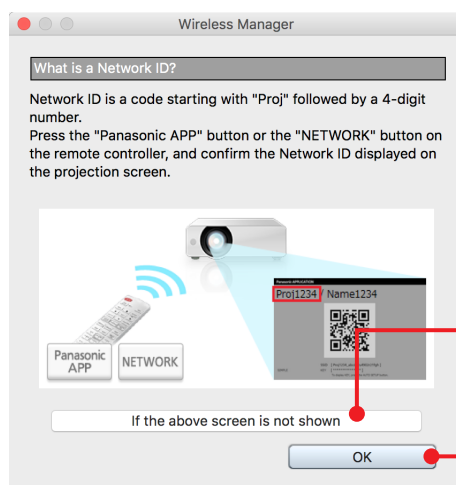 Wireless Manager
What is a Network ID?
Network ID is a code starting with "Proj" followed by a 4-digit
number.
Press the "Panasonic APP" button or the "NETWORK" button on
the remote controller, and confirm the Network ID displayed on
the projection screen.
Panasonic APPLICATION
Proj1234 / Name1234
Panasonic
APP
NETWORK
If the above screen is not shown
OK